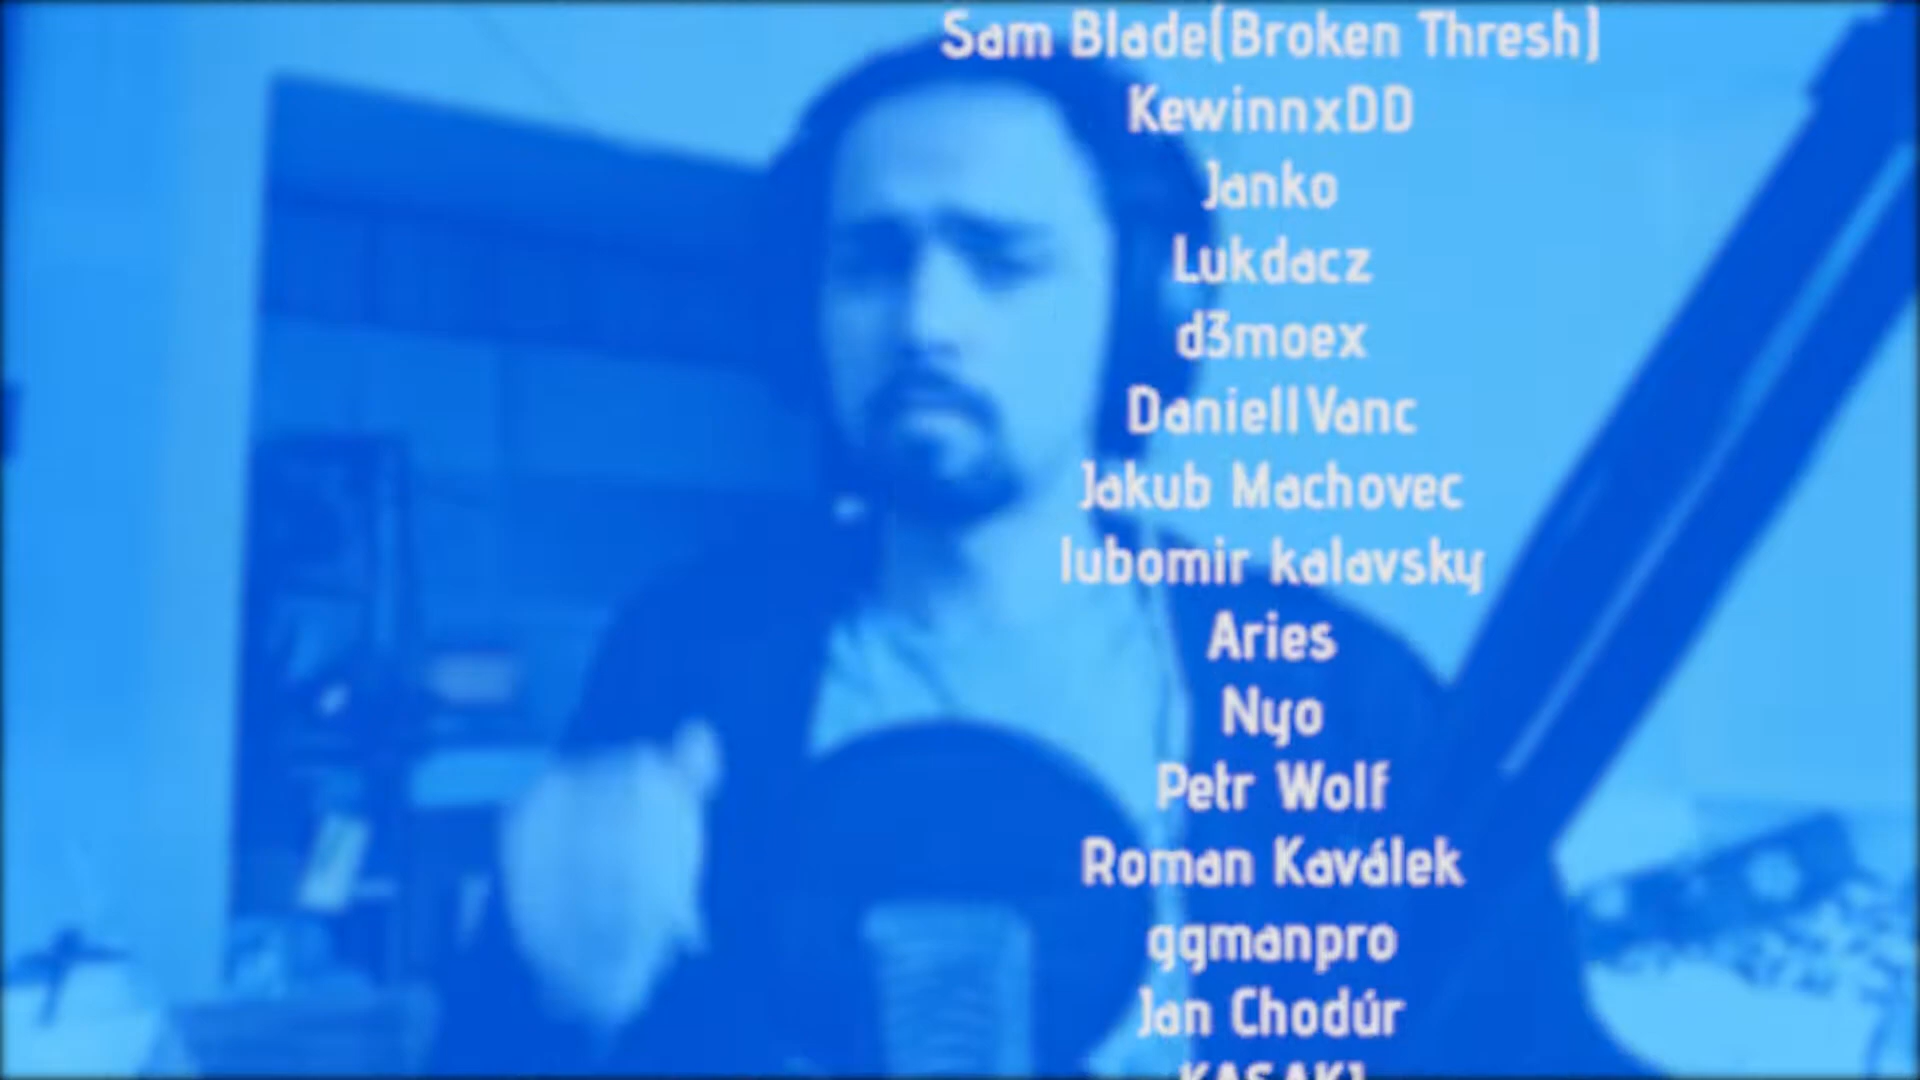 Sam Blade(Broken Thresh)
KewinnxDD
Janko
Lukdacz
d3moex
DaniellVanc
Jakub Machovec
lubomir kalavsky
Aries
Nyo
Petr Wolf
Roman Kaválek
ggmanpro
Jan Chodúr